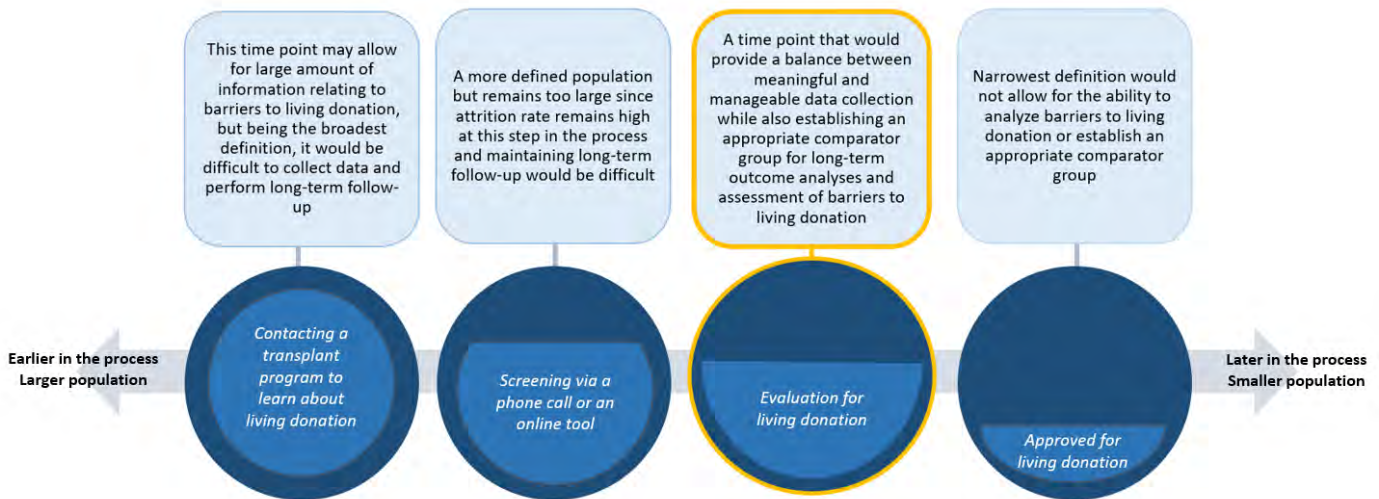 This time point may allow
for large amount of
information relating to
barriers to living donation,
but being the broadest
definition, it would be
difficult to collect data and
perform long-term follow-
up
A more defined population
but remains too large since
attrition rate remains high
at this step in the process
and maintaining long-term
follow-up would be difficult
A time point that would
provide a balance between
meaningful and
manageable data collection
while also establishing an
appropriate comparator
group for long-term
outcome analyses and
assessment of barriers to
living donation
Narrowest definition would
not allow for the ability to
analyze barriers to living
donation or establish an
appropriate comparator
group
Earlier in the process
Larger population
Contacting a
transplant
program to
learn about
living donation
Screening via a
phone call or an
online tool
Evaluation for
living donation
Approved for
living donation
Later in the process
Smaller population